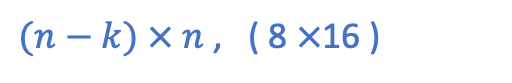 (n − k) × n, ( 8 ×16 )